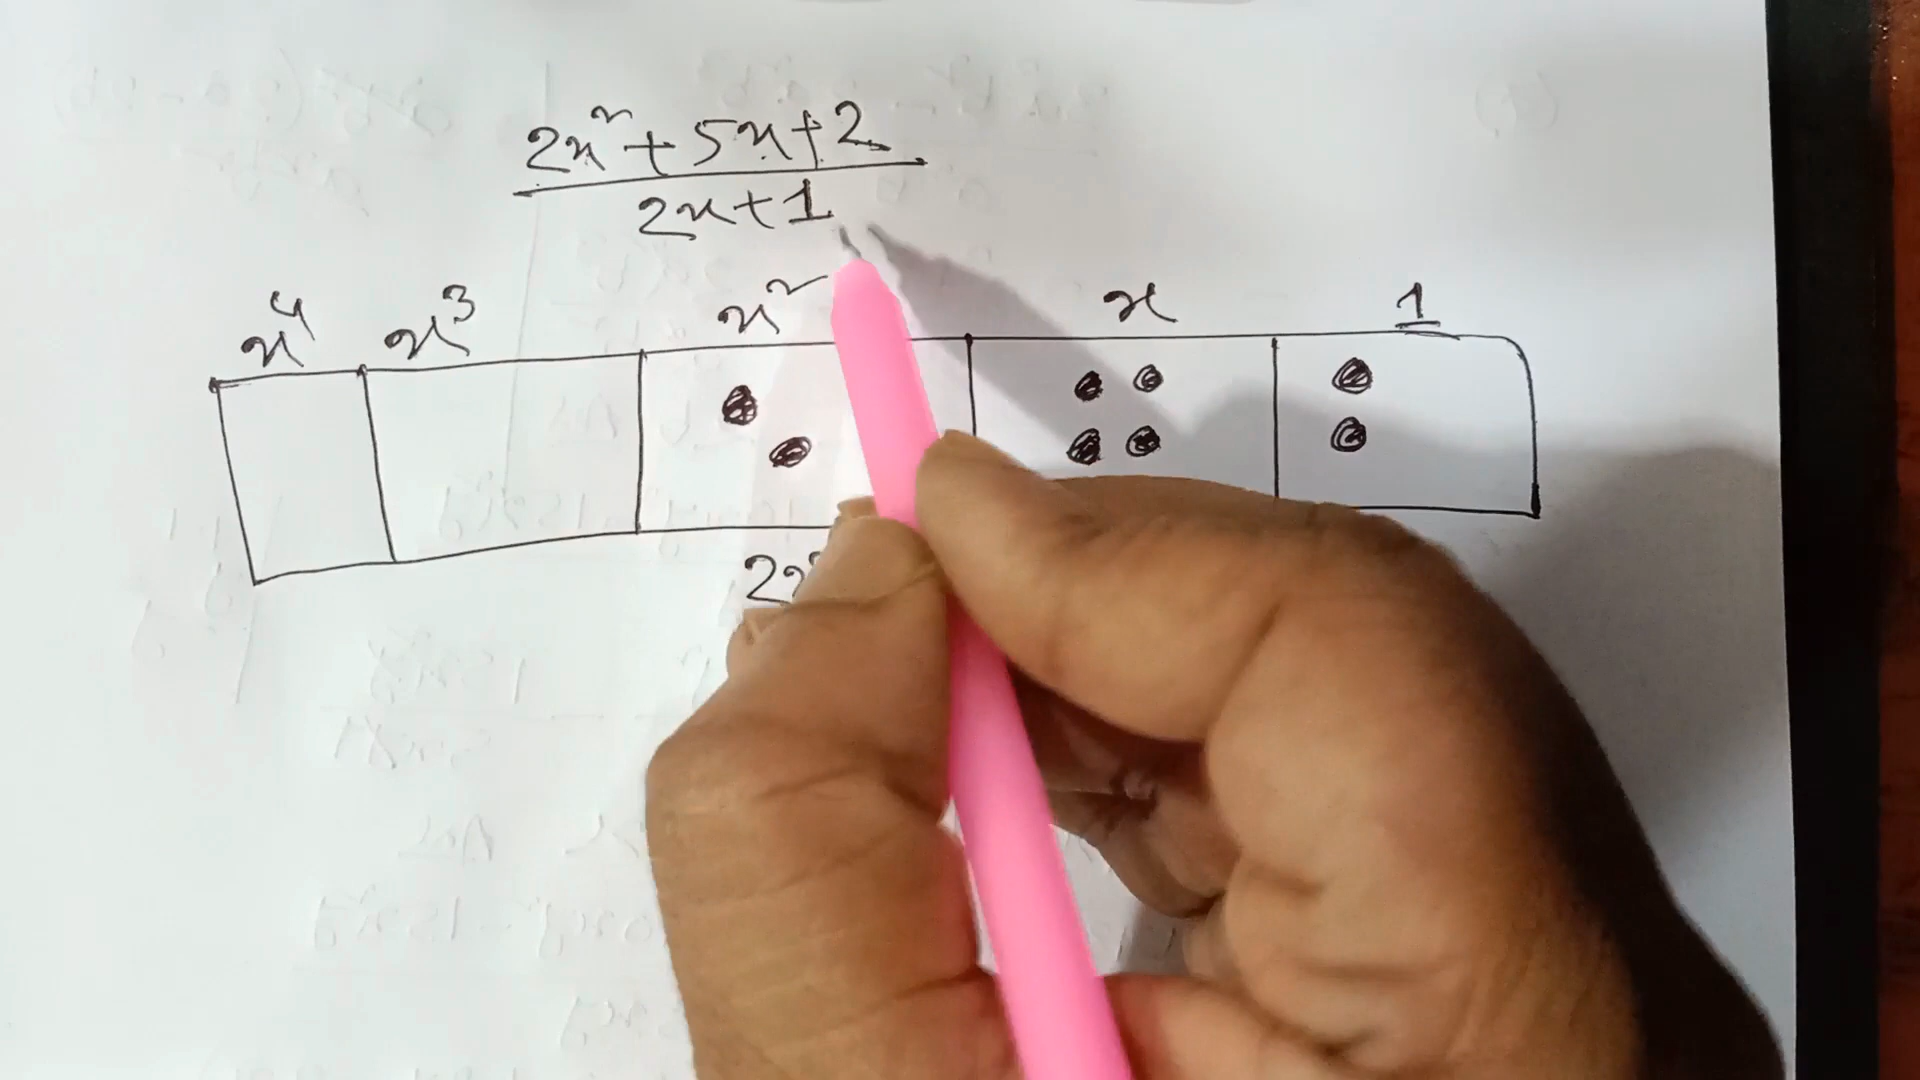 2x² + 5x + 2
2x + 1
x⁴ x³ x² x 1